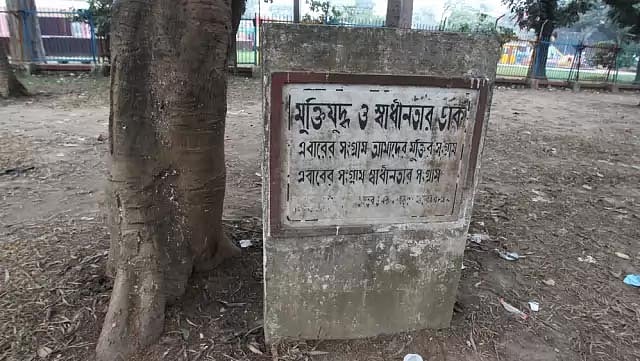 মুক্তিযুদ্ধ ও স্বাধীনতার ডাক
এবারের সংগ্রাম আমাদের মুক্তির সংগ্রাম
এবারের সংগ্রাম স্বাধীনতার সংগ্রাম